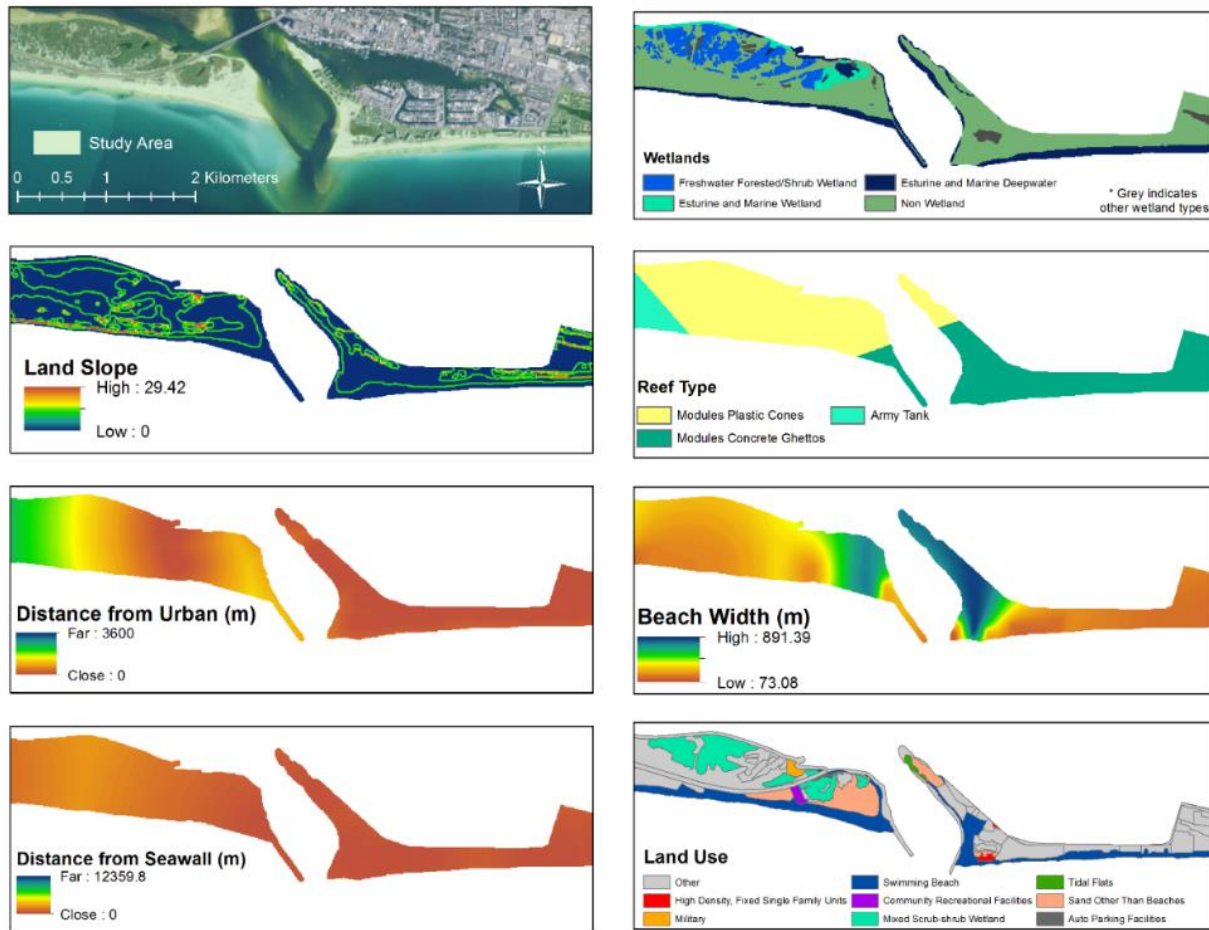 Study Area
0 0.5 1 2 Kilometers
N
Wetlands
Freshwater Forested/Shrub Wetland
Esturine and Marine Deepwater
Esturine and Marine Wetland
Non Wetland
* Grey indicates
other wetland types
Land Slope
High : 29.42
Low : 0
Reef Type
Modules Plastic Cones
Army Tank
Modules Concrete Ghettos
Distance from Urban (m)
Far : 3600
Close : 0
Beach Width (m)
High : 891.39
Low : 73.08
Distance from Seawall (m)
Far : 12359.8
Close : 0
Land Use
Other
Swimming Beach
Tidal Flats
High Density, Fixed Single Family Units
Community Recreational Facilities
Sand Other Than Beaches
Military
Mixed Scrub-shrub Wetland
Auto Parking Facilities